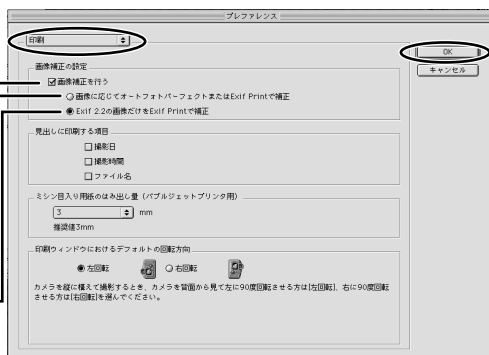 プレファレンス
印刷
OK
キャンセル
画像補正の設定
画像補正を行う
画像に応じてオートフォトパーフェクトまたはExif Printで補正
Exif 2.2の画像だけをExif Printで補正
見出しに印刷する項目
撮影日
撮影時間
ファイル名
ミシン目入り用紙のはみ出し量（バブルジェットプリンタ用）
3 mm
推奨値3mm
印刷ウィンドウにおけるデフォルトの回転方向
左回転 右回転
カメラを縦に構えて撮影するとき、カメラを背面から見て左に90度回転させる方は[左回転]、右に90度回転
させる方は[右回転]を選んでください。